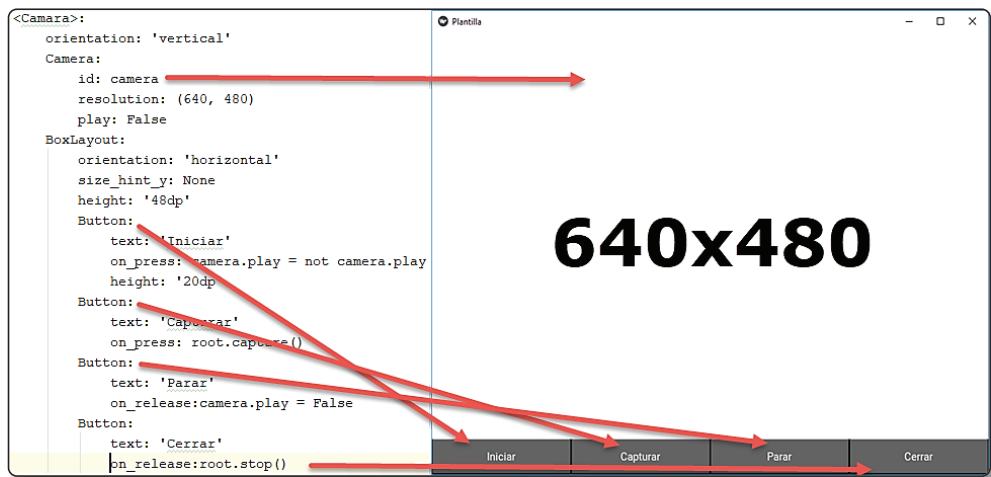 <Camara>:
orientation: 'vertical'
Camera:
id: camera
resolution: (640, 480)
play: False
BoxLayout:
orientation: 'horizontal'
size_hint_y: None
height: '48dp'
Button:
text: 'Iniciar'
on_press: camera.play = not camera.play
height: '20dp'
Button:
text: 'Capturar'
on_press: root.capture()
Button:
text: 'Parar'
on_release:camera.play = False
Button:
text: 'Cerrar'
on_release:root.stop()
Plantilla
640x480
Iniciar
Capturar
Parar
Cerrar